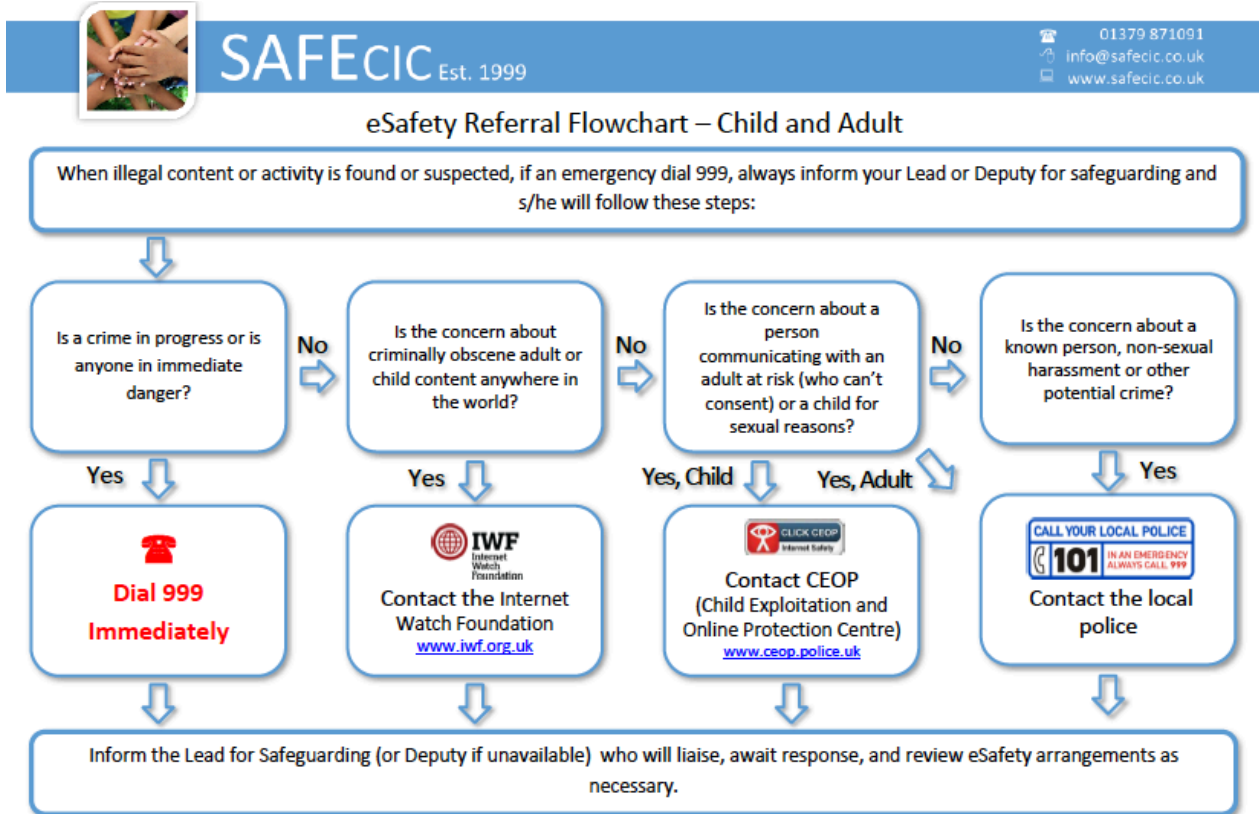 SAFECIC Est. 1999
01379 871091
info@safecic.co.uk
www.safecic.co.uk
eSafety Referral Flowchart – Child and Adult
When illegal content or activity is found or suspected, if an emergency dial 999, always inform your Lead or Deputy for safeguarding and
s/he will follow these steps:
Is a crime in progress or is
anyone in immediate
danger?
No
Is the concern about
criminally obscene adult or
child content anywhere in
the world?
No
Is the concern about a
person
communicating with an
adult at risk (who can't
consent) or a child for
sexual reasons?
No
Is the concern about a
known person, non-sexual
harassment or other
potential crime?
Yes
Yes
Yes, Child
Yes, Adult
Yes
Dial 999
Immediately
IWF
Internet
Watch
Foundation
Contact the Internet
Watch Foundation
www.iwf.org.uk
CLICK CEOP
Internet Safety
Contact CEOP
(Child Exploitation and
Online Protection Centre)
www.ceop.police.uk
CALL YOUR LOCAL POLICE
101
IN AN EMERGENCY
ALWAYS CALL 999
Contact the local
police
Inform the Lead for Safeguarding (or Deputy if unavailable) who will liaise, await response, and review eSafety arrangements as
necessary.